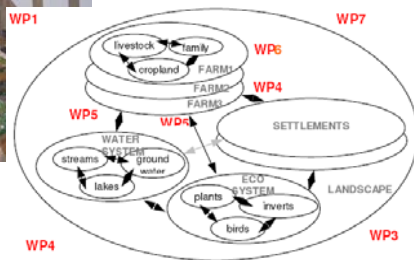 WP1
WP7
livestock
family
WP6
cropland
FARM1
FARM2
WP4
FARM3
WP5
WP5
SETTLEMENTS
WATER
SYSTEM
streams
ground
water
lakes
ECO
SYSTEM
plants
inverts
LANDSCAPE
birds
WP4
WP3